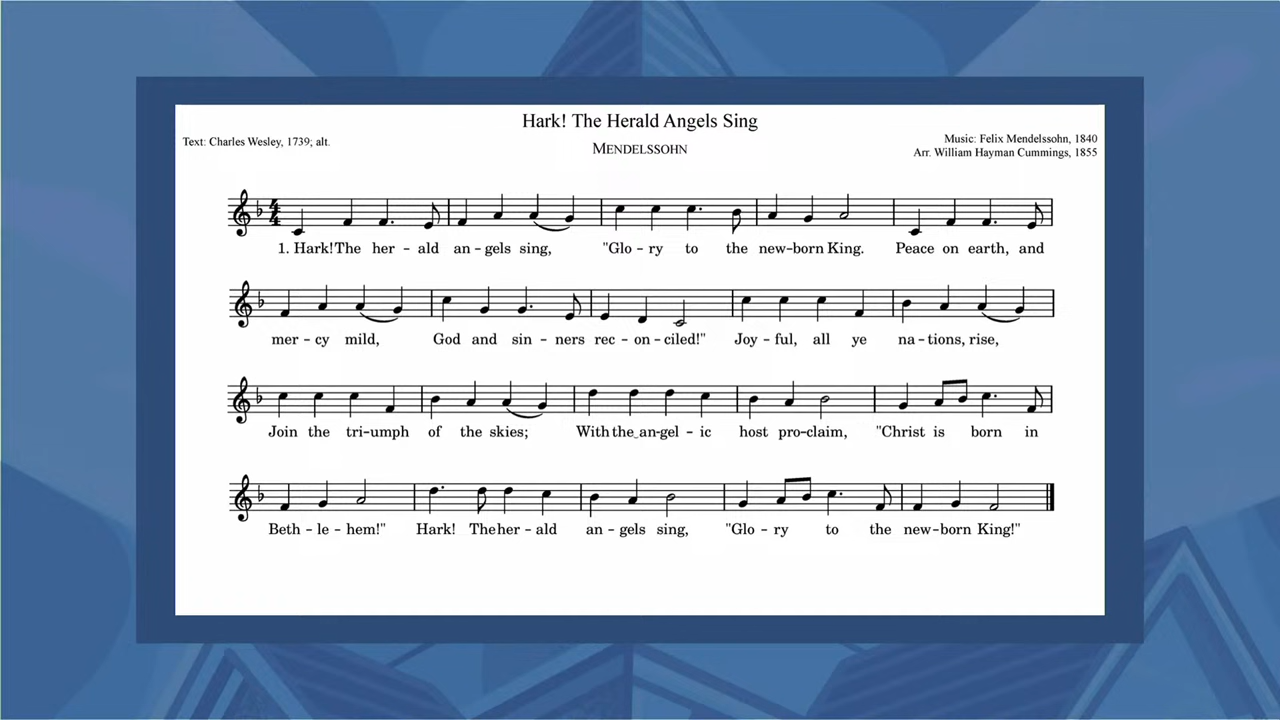 Hark! The Herald Angels Sing
Text: Charles Wesley, 1739; alt.
MENDELSSOHN
Music: Felix Mendelssohn, 1840
Arr. William Hayman Cummings, 1855
1. Hark! The her – ald an – gels sing, "Glo – ry to the new–born King. Peace on earth, and
mer – cy mild, God and sin – ners rec – on – ciled!" Joy – ful, all ye na – tions, rise,
Join the tri–umph of the skies; With the‿an–gel – ic host pro–claim, "Christ is born in
Beth – le – hem!" Hark! The her – ald an – gels sing, "Glo – ry to the new–born King!"